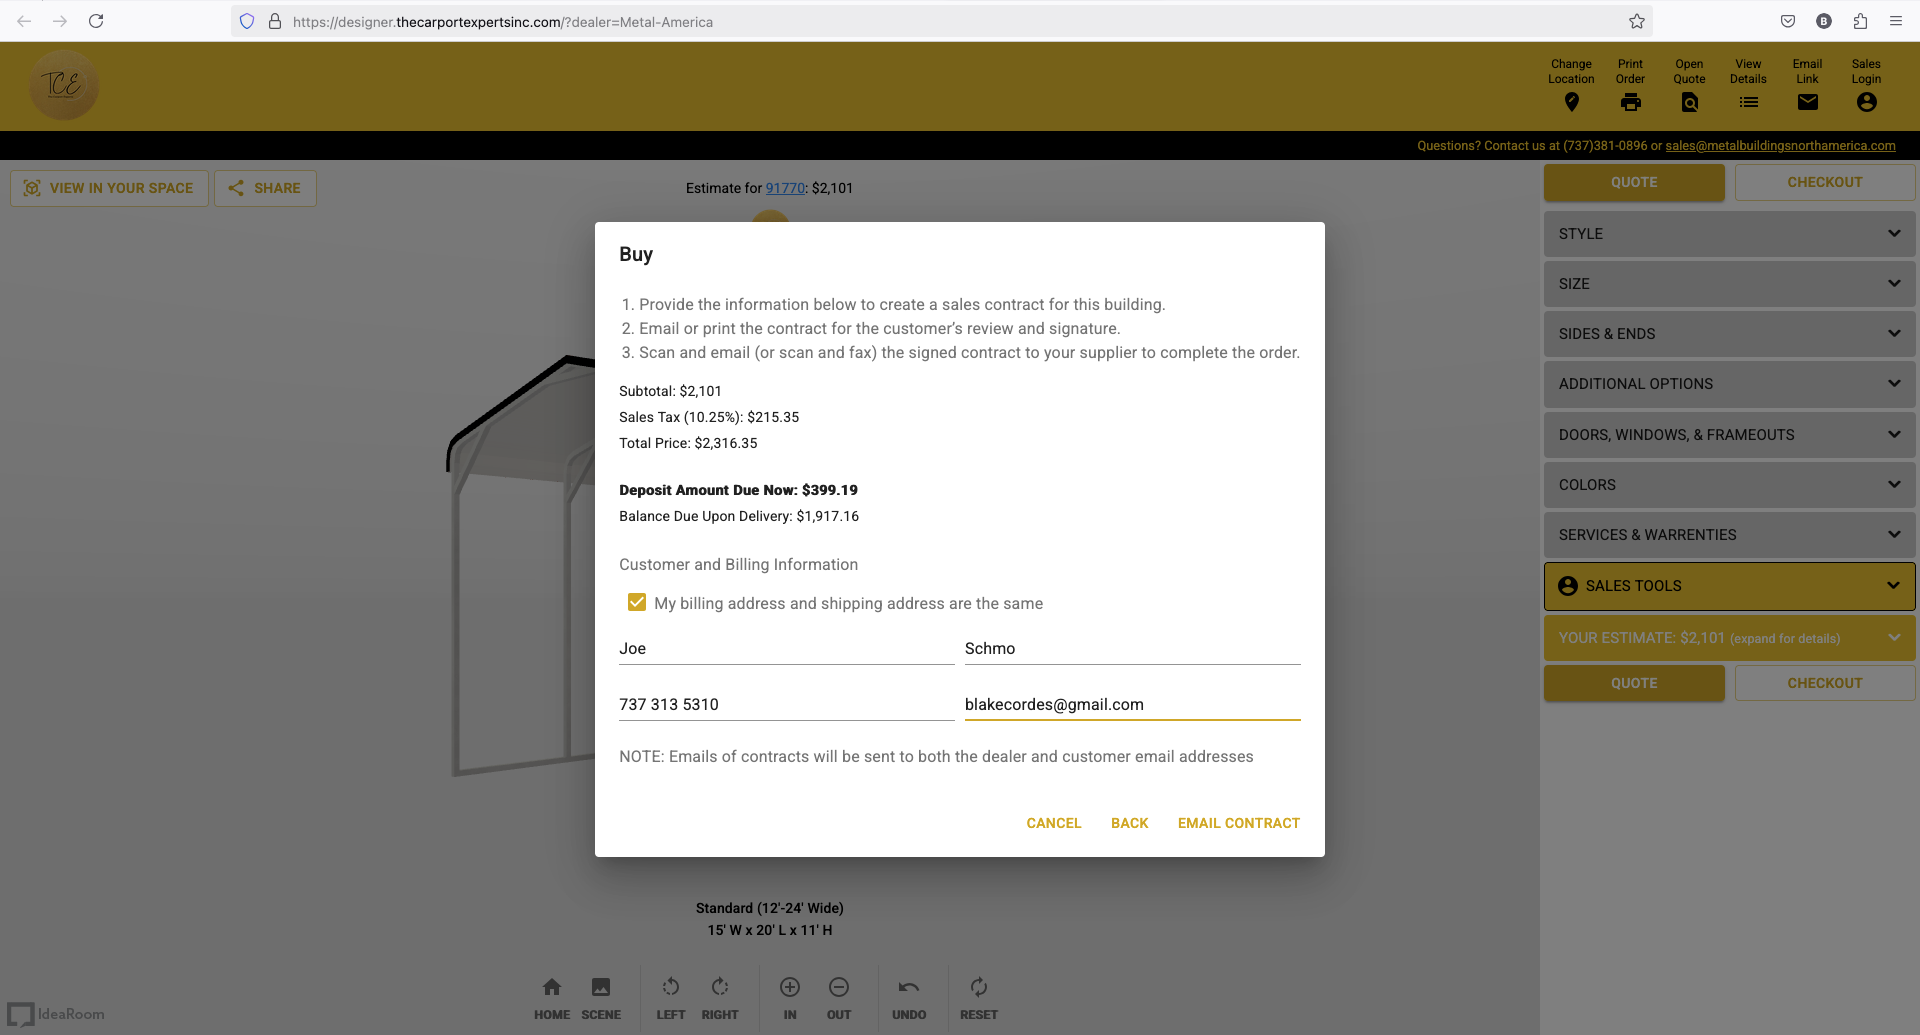 https://designer.thecarportexpertsinc.com/?dealer=Metal-America
B
TCE
Change Location
Print Order
Open Quote
View Details
Email Link
Sales Login
Questions? Contact us at (737)381-0896 or sales@metalbuildingsnorthamerica.com
VIEW IN YOUR SPACE
SHARE
Estimate for 91770: $2,101
QUOTE
CHECKOUT
STYLE
SIZE
SIDES & ENDS
ADDITIONAL OPTIONS
DOORS, WINDOWS, & FRAMEOUTS
COLORS
SERVICES & WARRENTIES
SALES TOOLS
YOUR ESTIMATE: $2,101 (expand for details)
QUOTE
CHECKOUT
Buy
1. Provide the information below to create a sales contract for this building.
2. Email or print the contract for the customer’s review and signature.
3. Scan and email (or scan and fax) the signed contract to your supplier to complete the order.
Subtotal: $2,101
Sales Tax (10.25%): $215.35
Total Price: $2,316.35
Deposit Amount Due Now: $399.19
Balance Due Upon Delivery: $1,917.16
Customer and Billing Information
My billing address and shipping address are the same
Joe
Schmo
737 313 5310
blakecordes@gmail.com
NOTE: Emails of contracts will be sent to both the dealer and customer email addresses
CANCEL
BACK
EMAIL CONTRACT
Standard (12'-24' Wide)
15' W x 20' L x 11' H
HOME
SCENE
LEFT
RIGHT
IN
OUT
UNDO
RESET
IdeaRoom